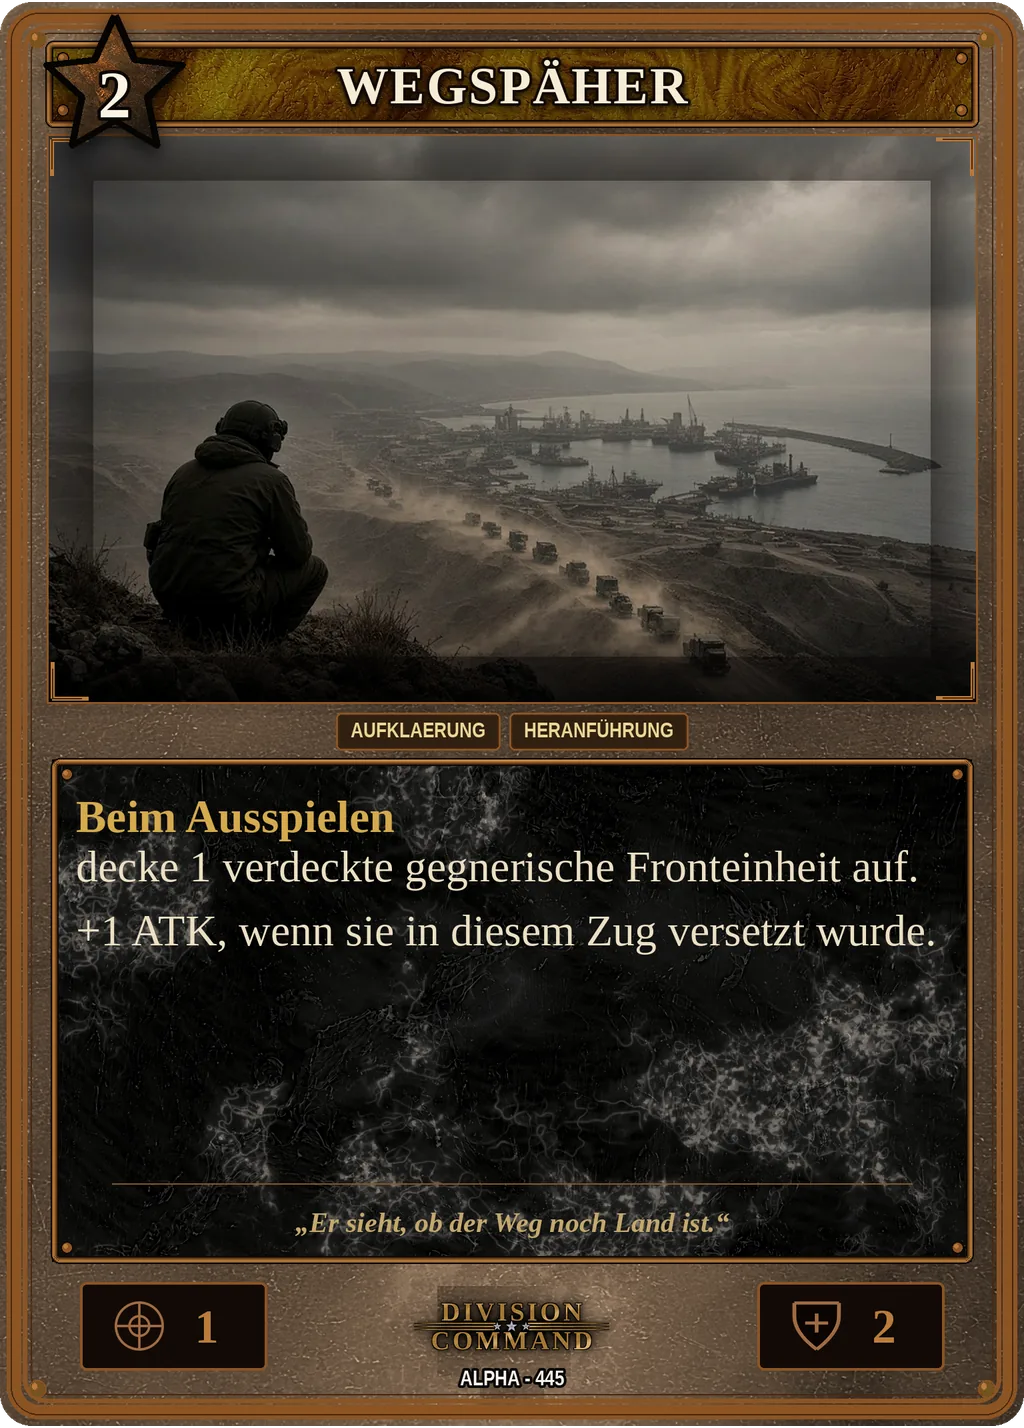 2
WEGSPÄHER
AUFKLAERUNG
HERANFÜHRUNG
Beim Ausspielen
decke 1 verdeckte gegnerische Fronteinheit auf.
+1 ATK, wenn sie in diesem Zug versetzt wurde.
„Er sieht, ob der Weg noch Land ist.“
1
DIVISION
COMMAND
2
ALPHA - 445